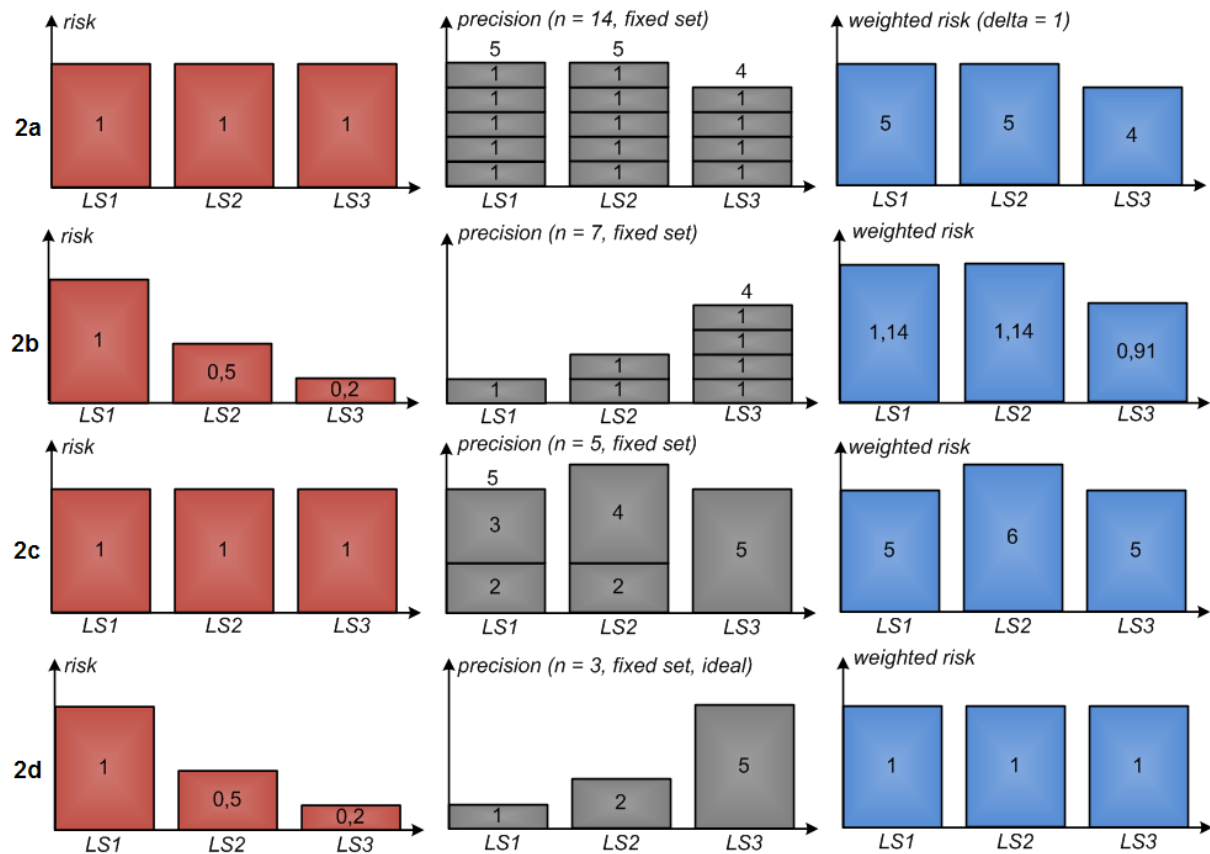 risk
precision (n = 14, fixed set)
weighted risk (delta = 1)
2a
1
1
1
5
5
4
1
1
1
1
1
1
1
1
1
1
1
1
1
1
5
5
4
LS1
LS2
LS3
LS1
LS2
LS3
LS1
LS2
LS3
risk
precision (n = 7, fixed set)
weighted risk
2b
1
0,5
0,2
1
1
1
4
1
1
1
1
1,14
1,14
0,91
LS1
LS2
LS3
LS1
LS2
LS3
LS1
LS2
LS3
risk
precision (n = 5, fixed set)
weighted risk
2c
1
1
1
5
3
2
4
2
5
5
6
5
LS1
LS2
LS3
LS1
LS2
LS3
LS1
LS2
LS3
risk
precision (n = 3, fixed set, ideal)
weighted risk
2d
1
0,5
0,2
1
2
5
1
1
1
LS1
LS2
LS3
LS1
LS2
LS3
LS1
LS2
LS3